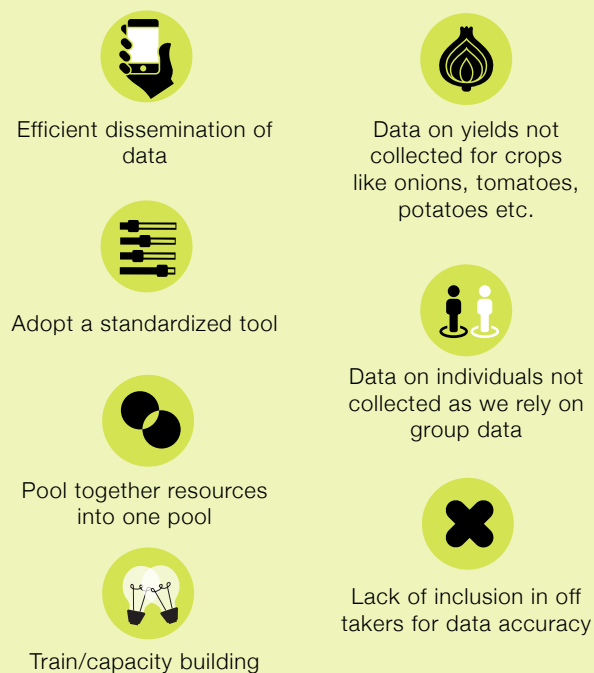 Efficient dissemination of
data
Adopt a standardized tool
Pool together resources
into one pool
Train/capacity building
Data on yields not
collected for crops
like onions, tomatoes,
potatoes etc.
Data on individuals not
collected as we rely on
group data
Lack of inclusion in off
takers for data accuracy